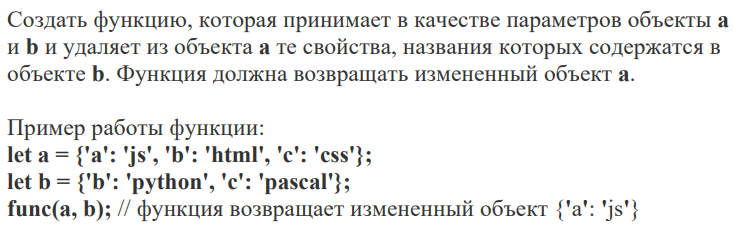 Создать функцию, которая принимает в качестве параметров объекты a
и b и удаляет из объекта a те свойства, названия которых содержатся в
объекте b. Функция должна возвращать измененный объект a.
Пример работы функции:
let a = {'a': 'js', 'b': 'html', 'c': 'css'};
let b = {'b': 'python', 'c': 'pascal'};
func(a, b); // функция возвращает измененный объект {'a': 'js'}